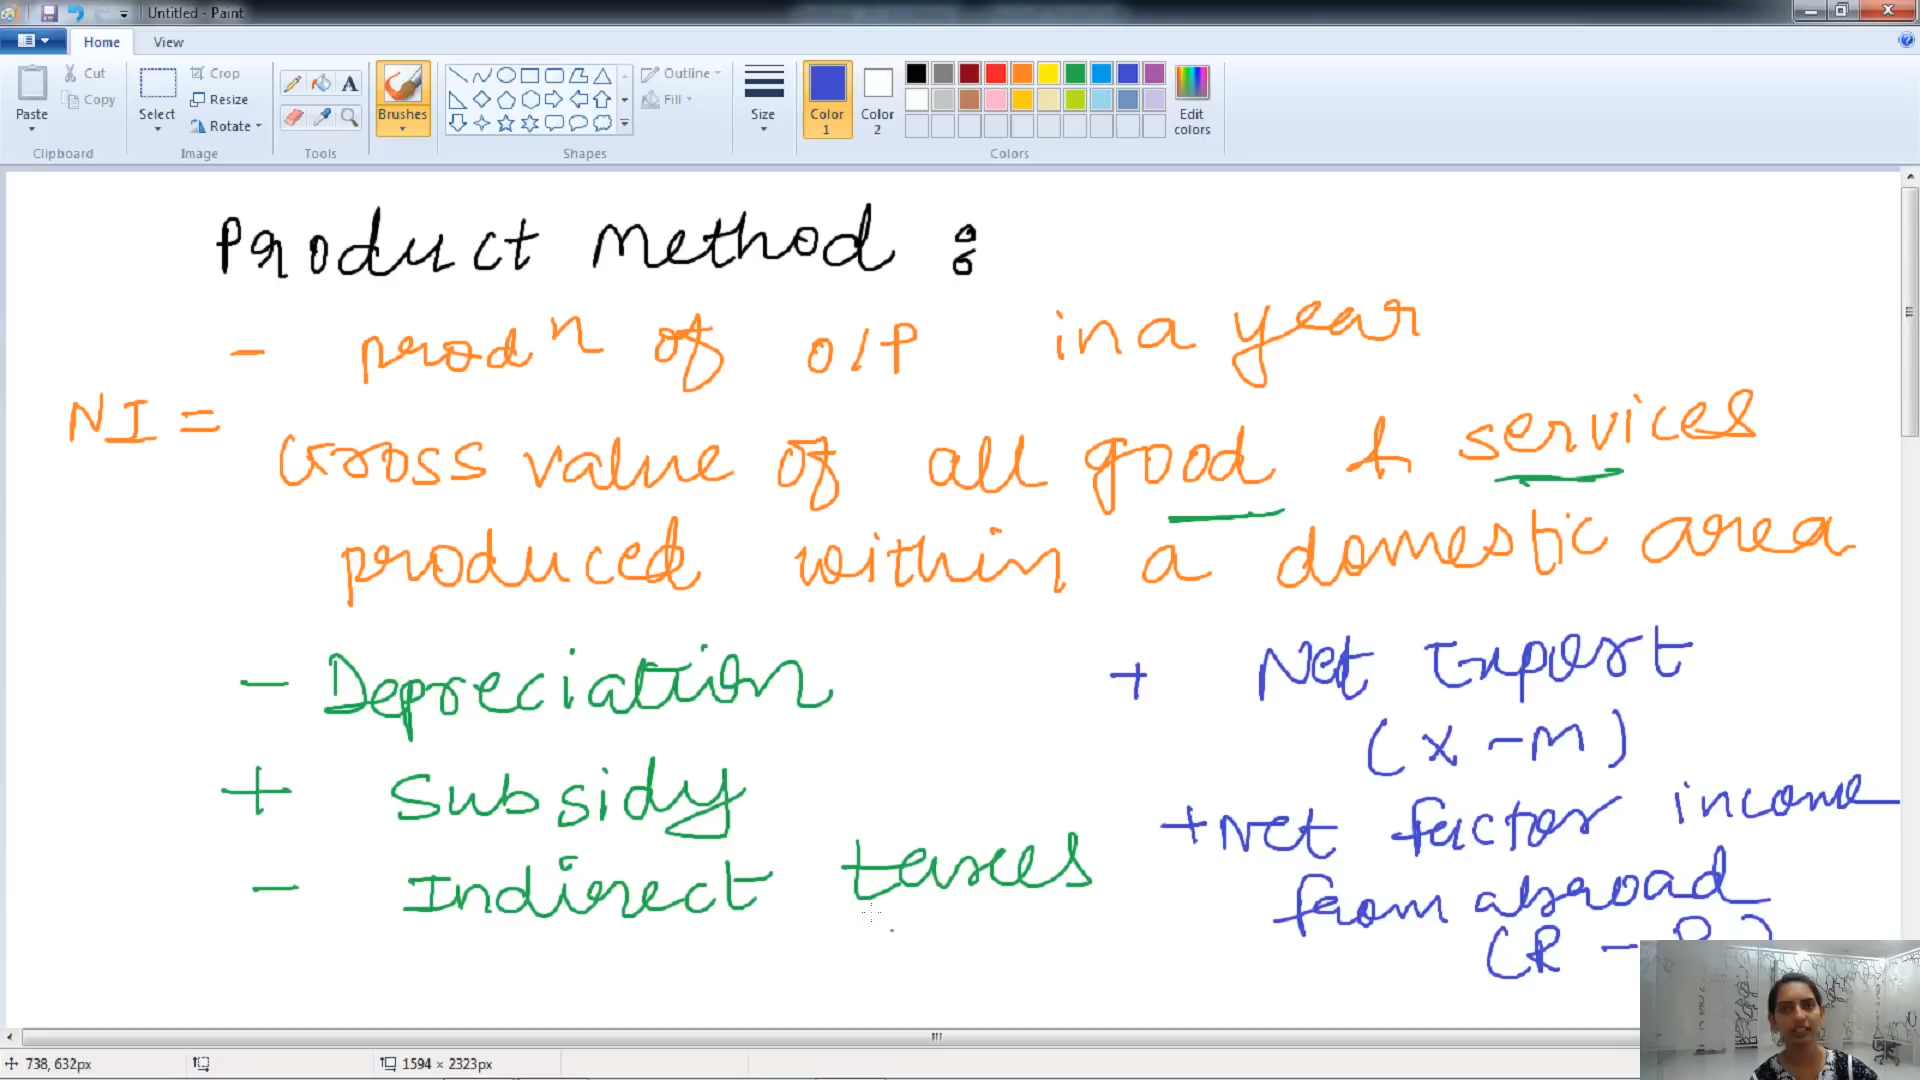 Untitled - Paint
Home View
Paste
Cut
Copy
Clipboard
Select
Crop
Resize
Rotate
Image
Tools
Brushes
Shapes
Outline
Fill
Size
Color 1
Color 2
Edit colors
Colors
Product Method :
- prodn of O/P in a year
NI =
Gross value of all good & services
produced within a domestic area
- Depreciation
+ Subsidy
- Indirect taxes
+ Net Export
(X - M)
+ Net factor income
from abroad
(R - P)
738, 632px
1594 × 2323px